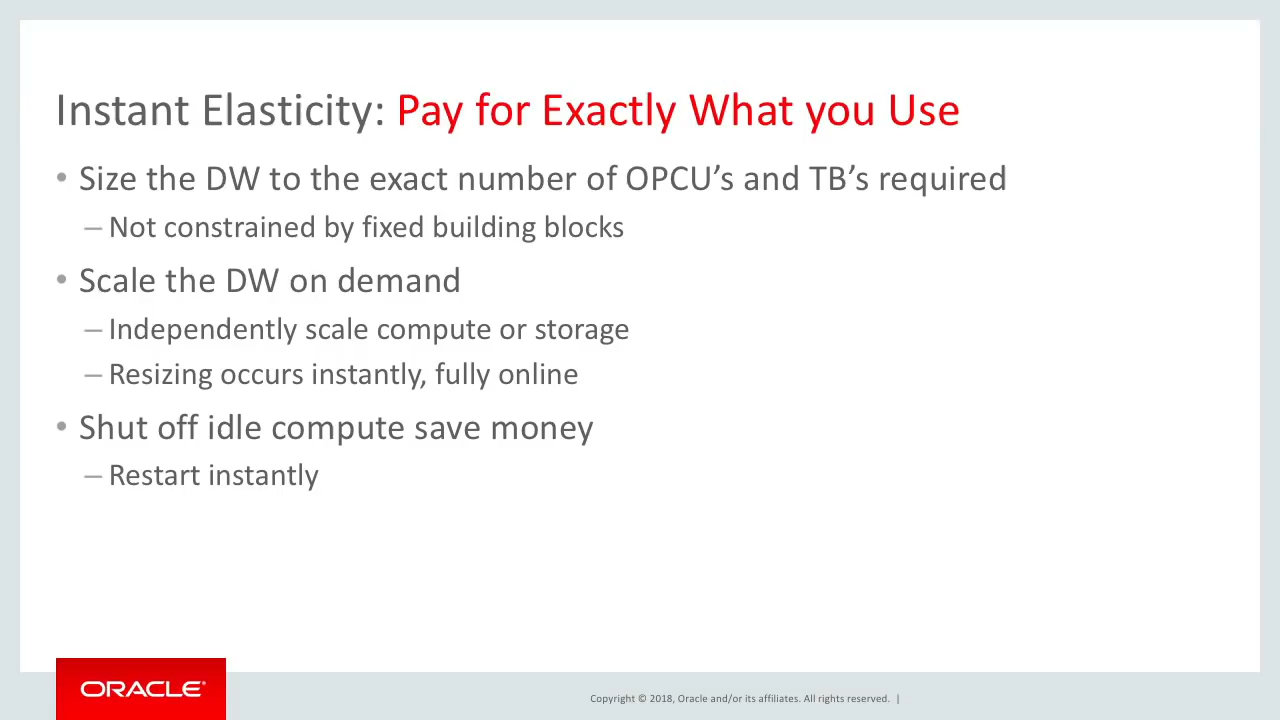 Instant Elasticity: Pay for Exactly What you Use
• Size the DW to the exact number of OPCU’s and TB’s required
– Not constrained by fixed building blocks
• Scale the DW on demand
– Independently scale compute or storage
– Resizing occurs instantly, fully online
• Shut off idle compute save money
– Restart instantly
ORACLE®
Copyright © 2018, Oracle and/or its affiliates. All rights reserved. |